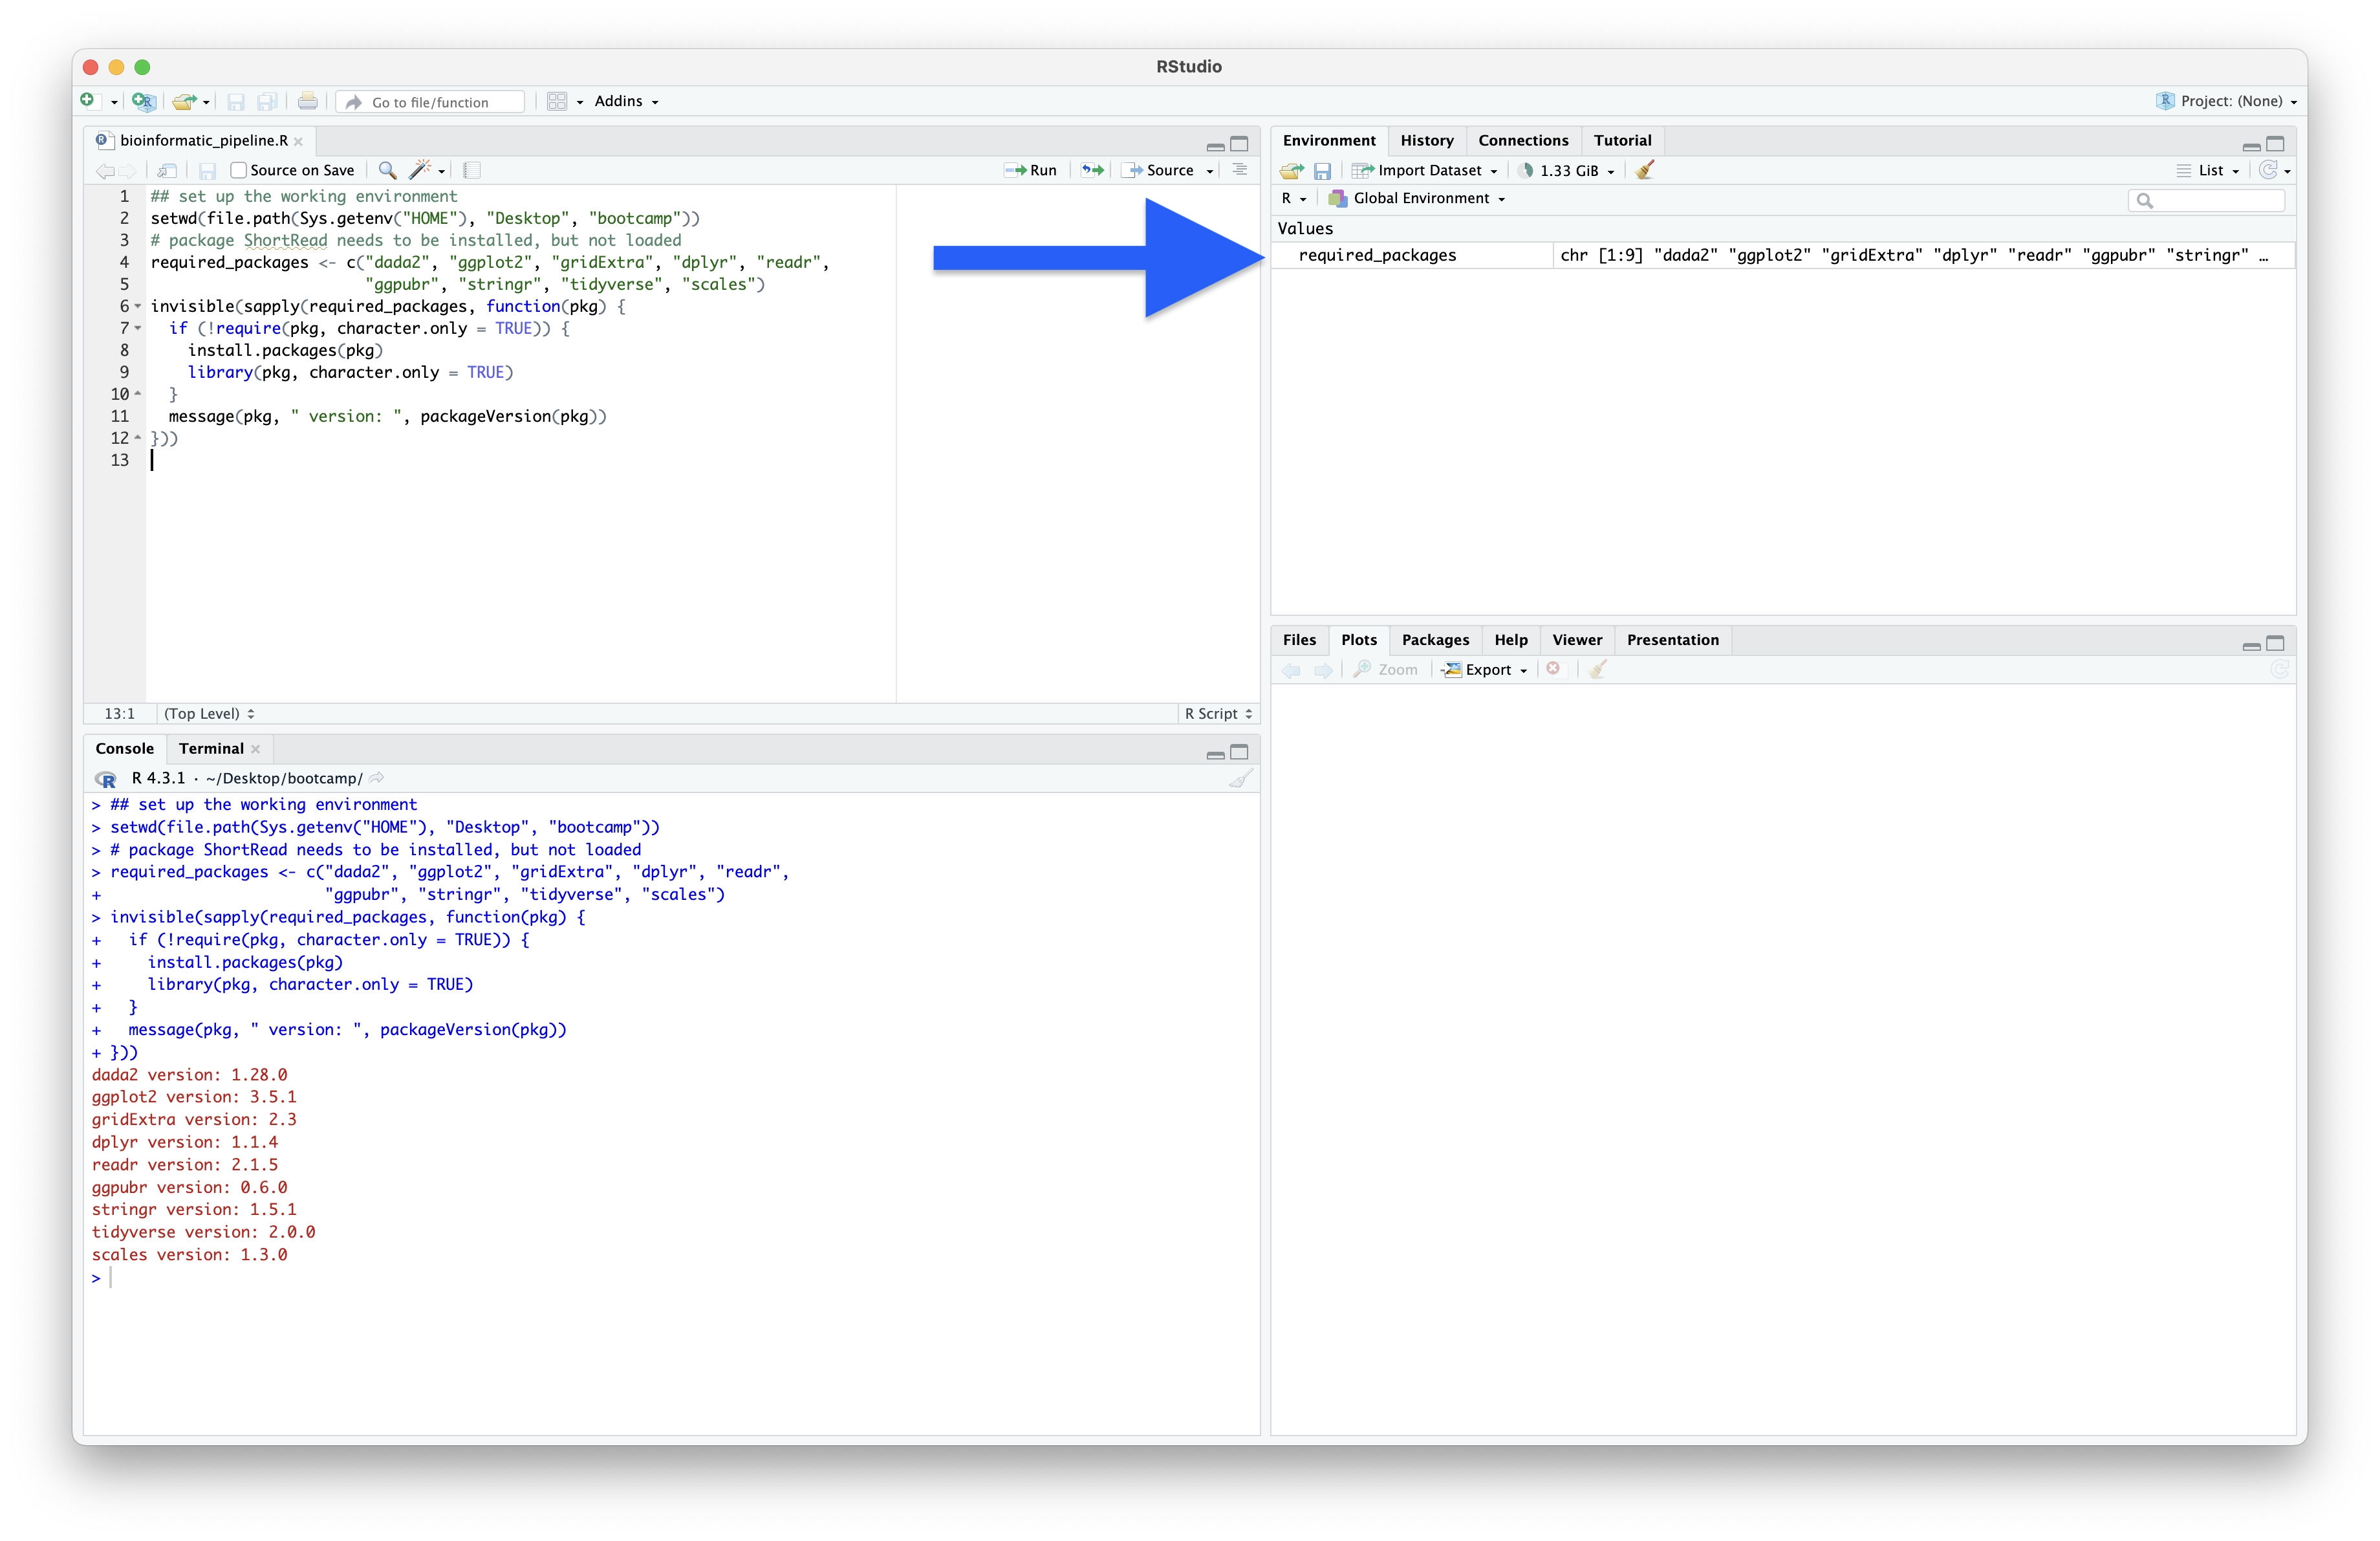 RStudio
Go to file/function
Addins
Project: (None)
bioinformatic_pipeline.R
Source on Save
Run
Source
1 ## set up the working environment
2 setwd(file.path(Sys.getenv("HOME"), "Desktop", "bootcamp"))
3 # package ShortRead needs to be installed, but not loaded
4 required_packages <- c("dada2", "ggplot2", "gridExtra", "dplyr", "readr",
5                        "ggpubr", "stringr", "tidyverse", "scales")
6 invisible(sapply(required_packages, function(pkg) {
7   if (!require(pkg, character.only = TRUE)) {
8     install.packages(pkg)
9     library(pkg, character.only = TRUE)
10   }
11   message(pkg, " version: ", packageVersion(pkg))
12 }))
13
13:1 (Top Level) R Script
Console Terminal
R 4.3.1 · ~/Desktop/bootcamp/
> ## set up the working environment
> setwd(file.path(Sys.getenv("HOME"), "Desktop", "bootcamp"))
> # package ShortRead needs to be installed, but not loaded
> required_packages <- c("dada2", "ggplot2", "gridExtra", "dplyr", "readr",
+                        "ggpubr", "stringr", "tidyverse", "scales")
> invisible(sapply(required_packages, function(pkg) {
+   if (!require(pkg, character.only = TRUE)) {
+     install.packages(pkg)
+     library(pkg, character.only = TRUE)
+   }
+   message(pkg, " version: ", packageVersion(pkg))
+ }))
dada2 version: 1.28.0
ggplot2 version: 3.5.1
gridExtra version: 2.3
dplyr version: 1.1.4
readr version: 2.1.5
ggpubr version: 0.6.0
stringr version: 1.5.1
tidyverse version: 2.0.0
scales version: 1.3.0
>
Environment History Connections Tutorial
Import Dataset 1.33 GiB List
R Global Environment
Values
required_packages chr [1:9] "dada2" "ggplot2" "gridExtra" "dplyr" "readr" "ggpubr" "stringr" …
Files Plots Packages Help Viewer Presentation
Zoom Export